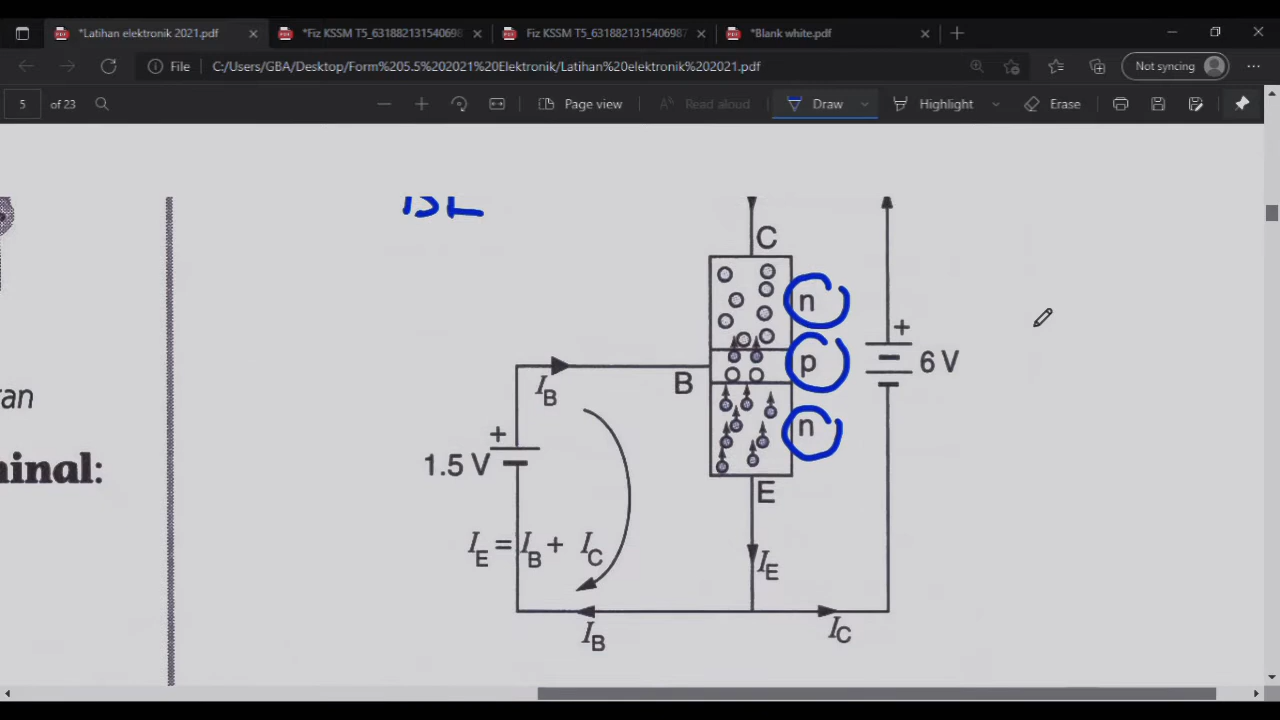 *Latihan elektronik 2021.pdf
*Fiz KSSM T5_6318821315406987
Fiz KSSM T5_6318821315406987
*Blank white.pdf
File
C:/Users/GBA/Desktop/Form%205.5%202021%20Elektronik/Latihan%20elektronik%202021.pdf
Not syncing
5 of 23
Page view
Read aloud
Draw
Highlight
Erase
C
n
p
n
B
E
I_B
+
1.5 V
+
6 V
I_E = I_B + I_C
I_E
I_B
I_C
an
inal: